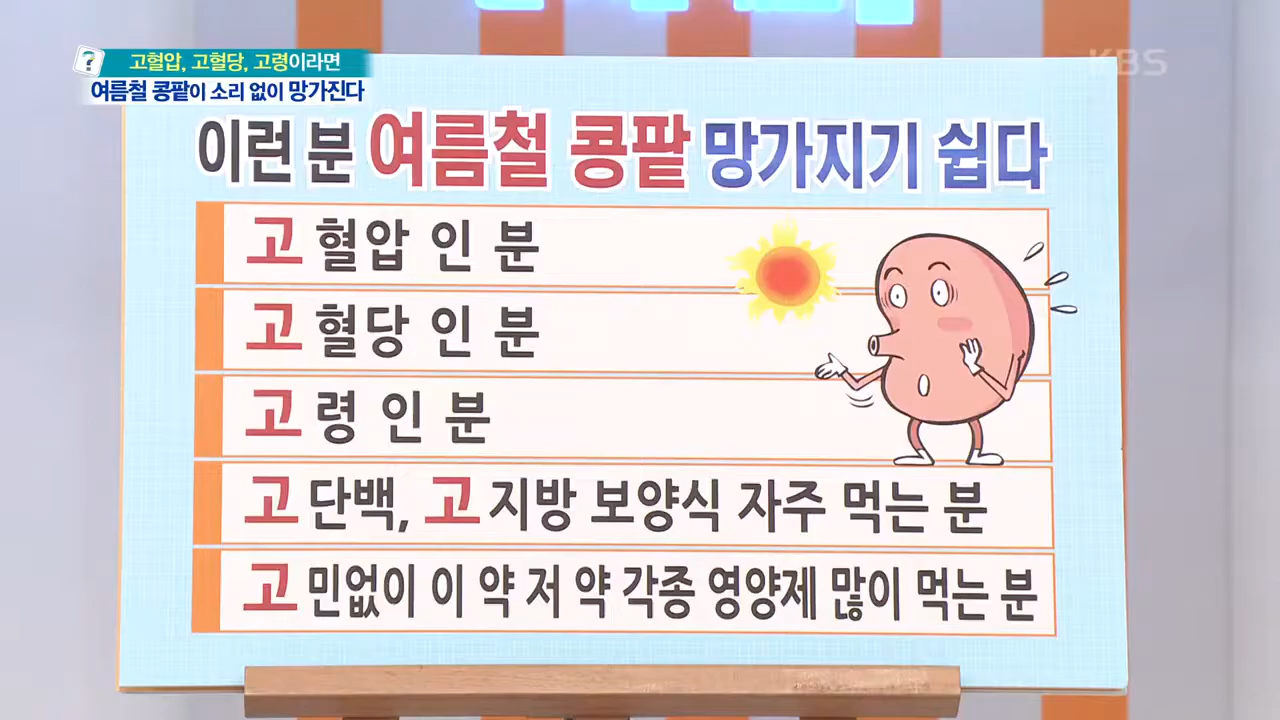 고혈압, 고혈당, 고령이라면
여름철 콩팥이 소리 없이 망가진다
KBS
이런 분 여름철 콩팥 망가지기 쉽다
고혈압 인 분
고혈당 인 분
고령 인 분
고단백, 고지방 보양식 자주 먹는 분
고민없이 이 약 저 약 각종 영양제 많이 먹는 분